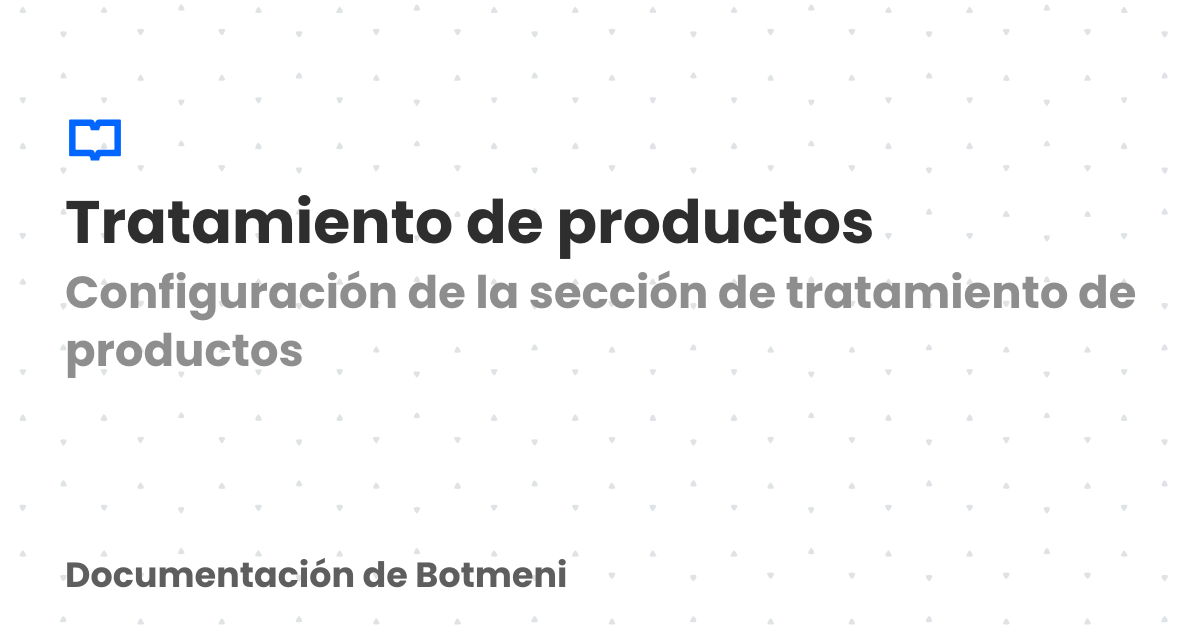 Tratamiento de productos
Configuración de la sección de tratamiento de
productos
Documentación de Botmeni